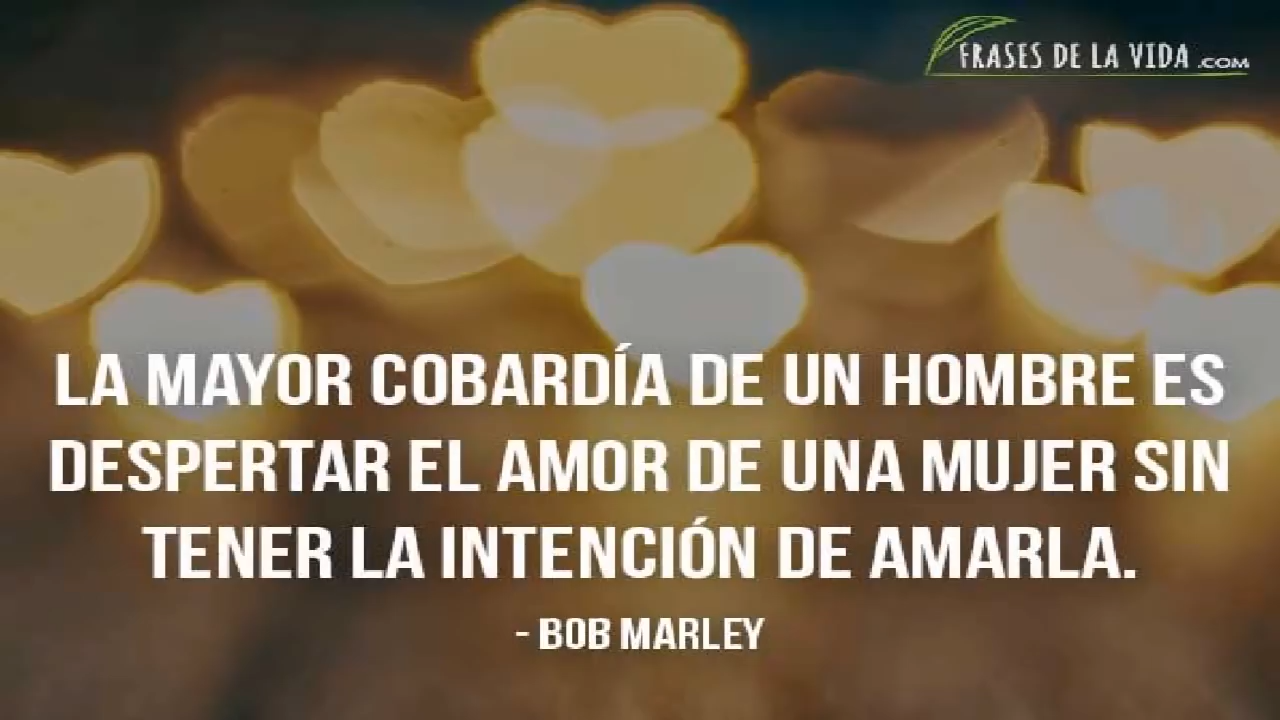 FRASES DE LA VIDA .COM
LA MAYOR COBARDÍA DE UN HOMBRE ES
DESPERTAR EL AMOR DE UNA MUJER SIN
TENER LA INTENCIÓN DE AMARLA.
- BOB MARLEY